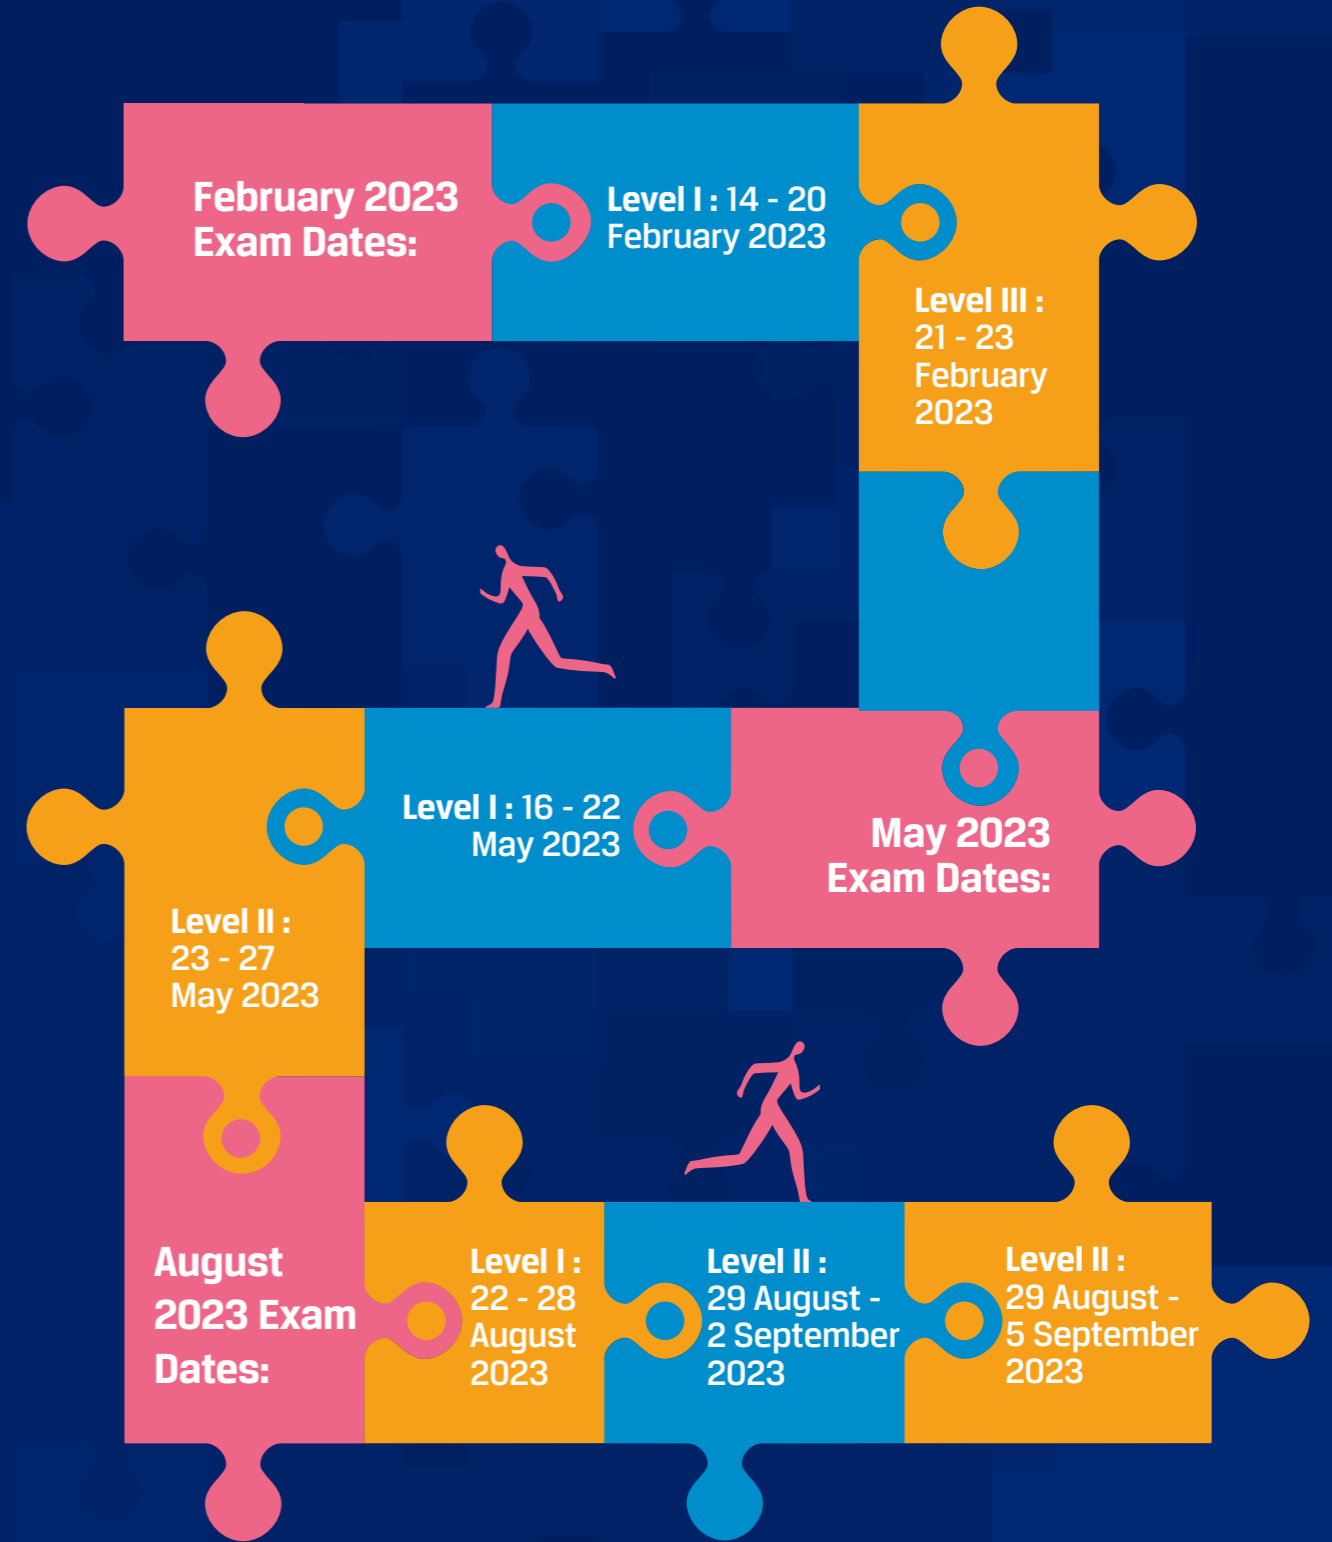 February 2023
Exam Dates:
Level I : 14 - 20
February 2023
Level III :
21 - 23
February
2023
May 2023
Exam Dates:
Level I : 16 - 22
May 2023
Level II :
23 - 27
May 2023
August
2023 Exam
Dates:
Level I :
22 - 28
August
2023
Level II :
29 August -
2 September
2023
Level II :
29 August -
5 September
2023